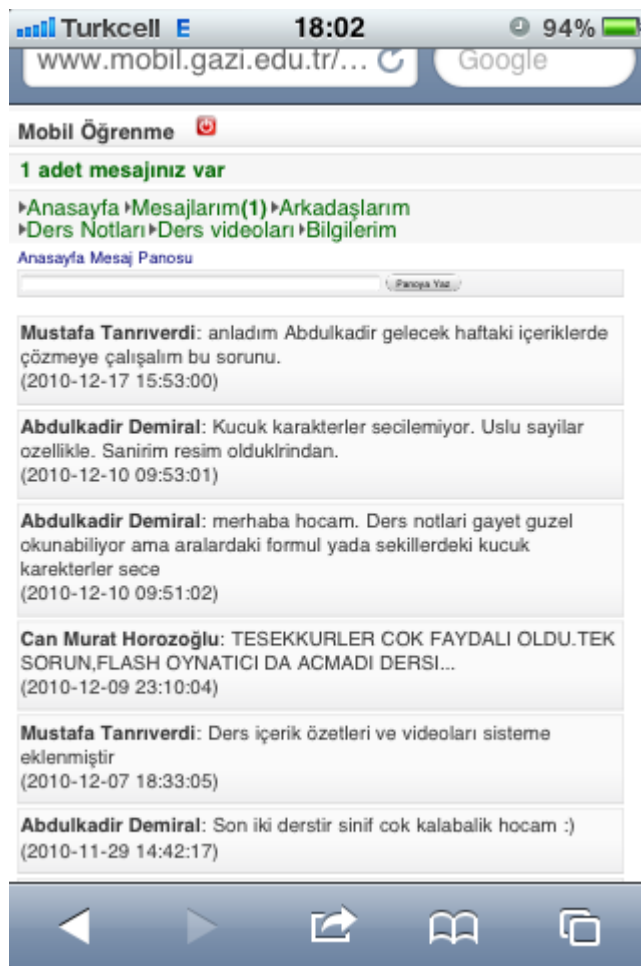 Turkcell E 18:02 94%
www.mobil.gazi.edu.tr/... Google
Mobil Öğrenme
1 adet mesajınız var
Anasayfa Mesajlarım(1) Arkadaşlarım
Ders Notları Ders videoları Bilgilerim
Anasayfa Mesaj Panosu
Panoya Yaz
Mustafa Tanrıverdi: anladım Abdulkadir gelecek haftaki içeriklerde
çözmeye çalışalım bu sorunu.
(2010-12-17 15:53:00)
Abdulkadir Demiral: Kucuk karakterler secilemiyor. Uslu sayilar
ozellikle. Sanirim resim olduklrindan.
(2010-12-10 09:53:01)
Abdulkadir Demiral: merhaba hocam. Ders notlari gayet guzel
okunabiliyor ama aralardaki formul yada sekillerdeki kucuk
karekterler sece
(2010-12-10 09:51:02)
Can Murat Horozoğlu: TESEKKURLER COK FAYDALI OLDU.TEK
SORUN,FLASH OYNATICI DA ACMADI DERSI...
(2010-12-09 23:10:04)
Mustafa Tanrıverdi: Ders içerik özetleri ve videoları sisteme
eklenmiştir
(2010-12-07 18:33:05)
Abdulkadir Demiral: Son iki derstir sinif cok kalabalik hocam :)
(2010-11-29 14:42:17)